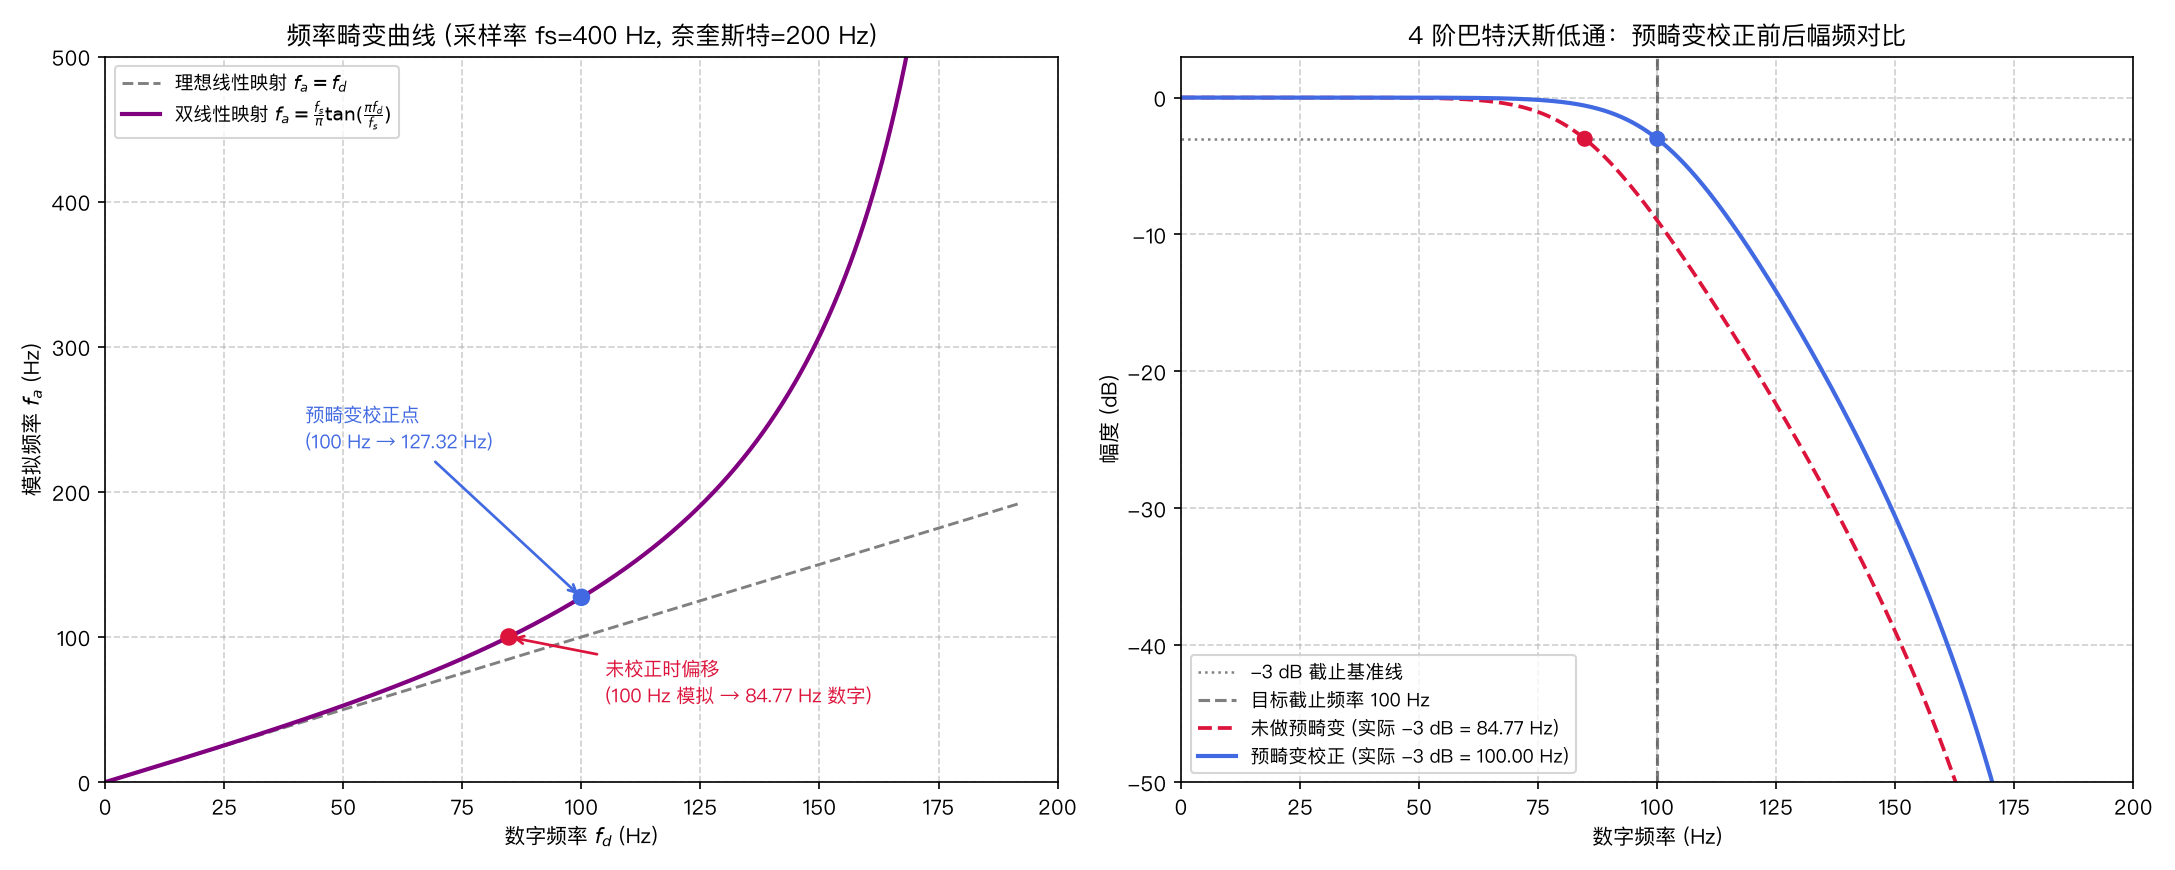 频率畸变曲线 (采样率 fs=400 Hz, 奈奎斯特=200 Hz)
理想线性映射 fₐ = f_d
双线性映射 fₐ = f_s/π tan(πf_d/f_s)
500
400
300
200
100
0
模拟频率 fₐ (Hz)
预畸变校正点
(100 Hz → 127.32 Hz)
未校正时偏移
(100 Hz 模拟 → 84.77 Hz 数字)
0 25 50 75 100 125 150 175 200
数字频率 f_d (Hz)
4 阶巴特沃斯低通：预畸变校正前后幅频对比
0
−10
−20
−30
−40
−50
幅度 (dB)
−3 dB 截止基准线
目标截止频率 100 Hz
未做预畸变 (实际 −3 dB = 84.77 Hz)
预畸变校正 (实际 −3 dB = 100.00 Hz)
0 25 50 75 100 125 150 175 200
数字频率 (Hz)